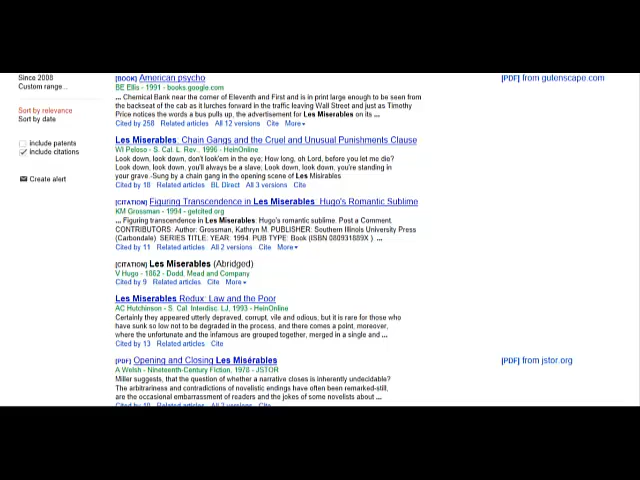 Since 2008
Custom range...
Sort by relevance
Sort by date
include patents
include citations
Create alert
[BOOK] American psycho
BE Ellis - 1991 - books.google.com
... Chemical Bank near the corner of Eleventh and First and is in print large enough to be seen from
the backseat of the cab as it lurches forward in the traffic leaving Wall Street and just as Timothy
Price notices the words a bus pulls up, the advertisement for Les Miserables on its ...
Cited by 258 Related articles All 12 versions Cite More
[PDF] from gutenscape.com
Les Miserables: Chain Gangs and the Cruel and Unusual Punishments Clause
WI Peloso - S. Cal. L. Rev., 1996 - HeinOnline
Look down, look down, don't look'em in the eye; How long, oh Lord, before you let me die?
Look down, look down, you'll always be a slave; Look down, look down, you're standing in
your grave.-Sung by a chain gang in the opening scene of Les Misirables
Cited by 18 Related articles BL Direct All 3 versions Cite
[CITATION] Figuring Transcendence in Les Miserables Hugo's Romantic Sublime
KM Grossman - 1994 - getcited.org
... Figuring transcendence in Les Miserables: Hugo's romantic sublime. Post a Comment.
CONTRIBUTORS: Author: Grossman, Kathryn M. PUBLISHER: Southern Illinois University Press
(Carbondale) SERIES TITLE: YEAR: 1994. PUB TYPE: Book (ISBN 080931889X ) ...
Cited by 11 Related articles All 2 versions Cite More
[CITATION] Les Miserables (Abridged)
V Hugo - 1862 - Dodd, Mead and Company
Cited by 9 Related articles Cite More
Les Miserables Redux: Law and the Poor
AC Hutchinson - S. Cal. Interdisc. LJ, 1993 - HeinOnline
Certainly they appeared utterly depraved, corrupt, vile and odious, but it is rare for those who
have sunk so low not to be degraded in the process, and there comes a point, moreover,
where the unfortunate and the infamous are grouped together, merged in a single and ...
Cited by 13 Related articles Cite
[PDF] Opening and Closing Les Misérables
A Welsh - Nineteenth-Century Fiction, 1978 - JSTOR
Miller suggests, that the question of whether a narrative closes is inherently undecidable?
The arbitrariness and contradictions of novelistic endings have often been remarked-still,
are the occasional embarrassment of readers and the jokes of some novelists about ...
Cited by 10 Related articles All 2 versions Cite
[PDF] from jstor.org